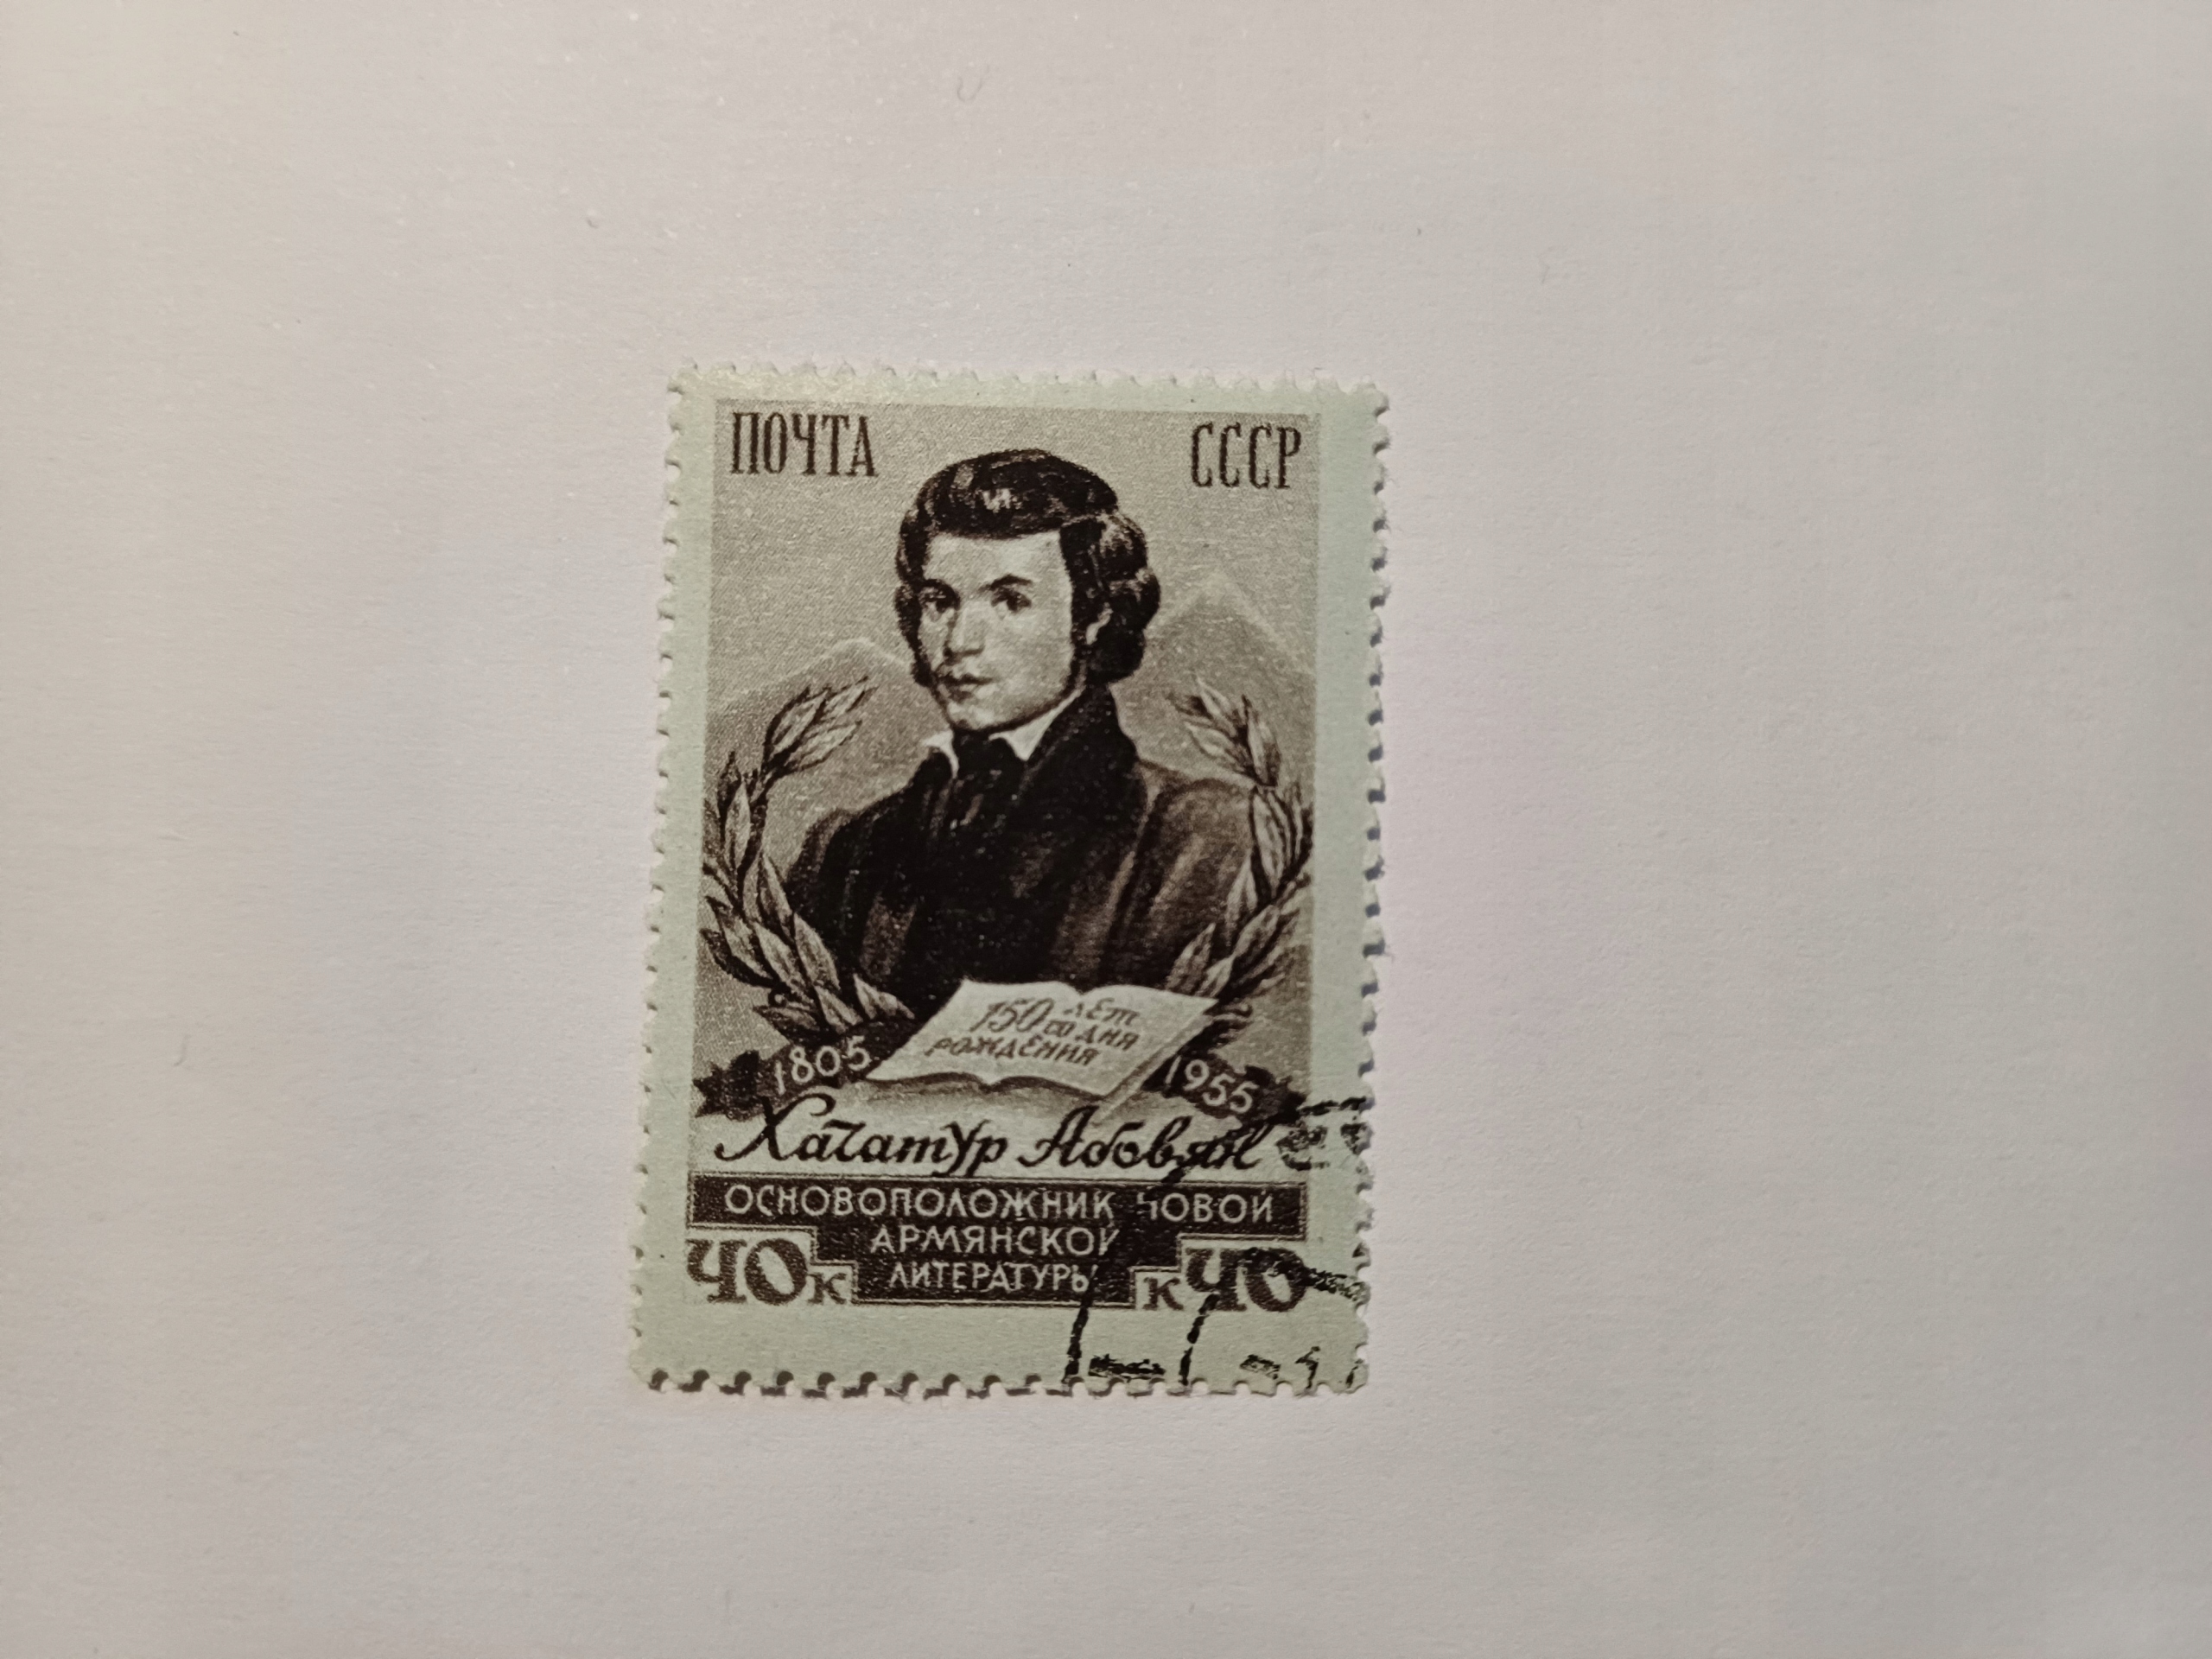 ПОЧТА СССР
150 лет
со дня
рождения
1805 1955
Хачатур Абовян
ОСНОВОПОЛОЖНИК НОВОЙ
АРМЯНСКОЙ
ЛИТЕРАТУРЫ
40к к40